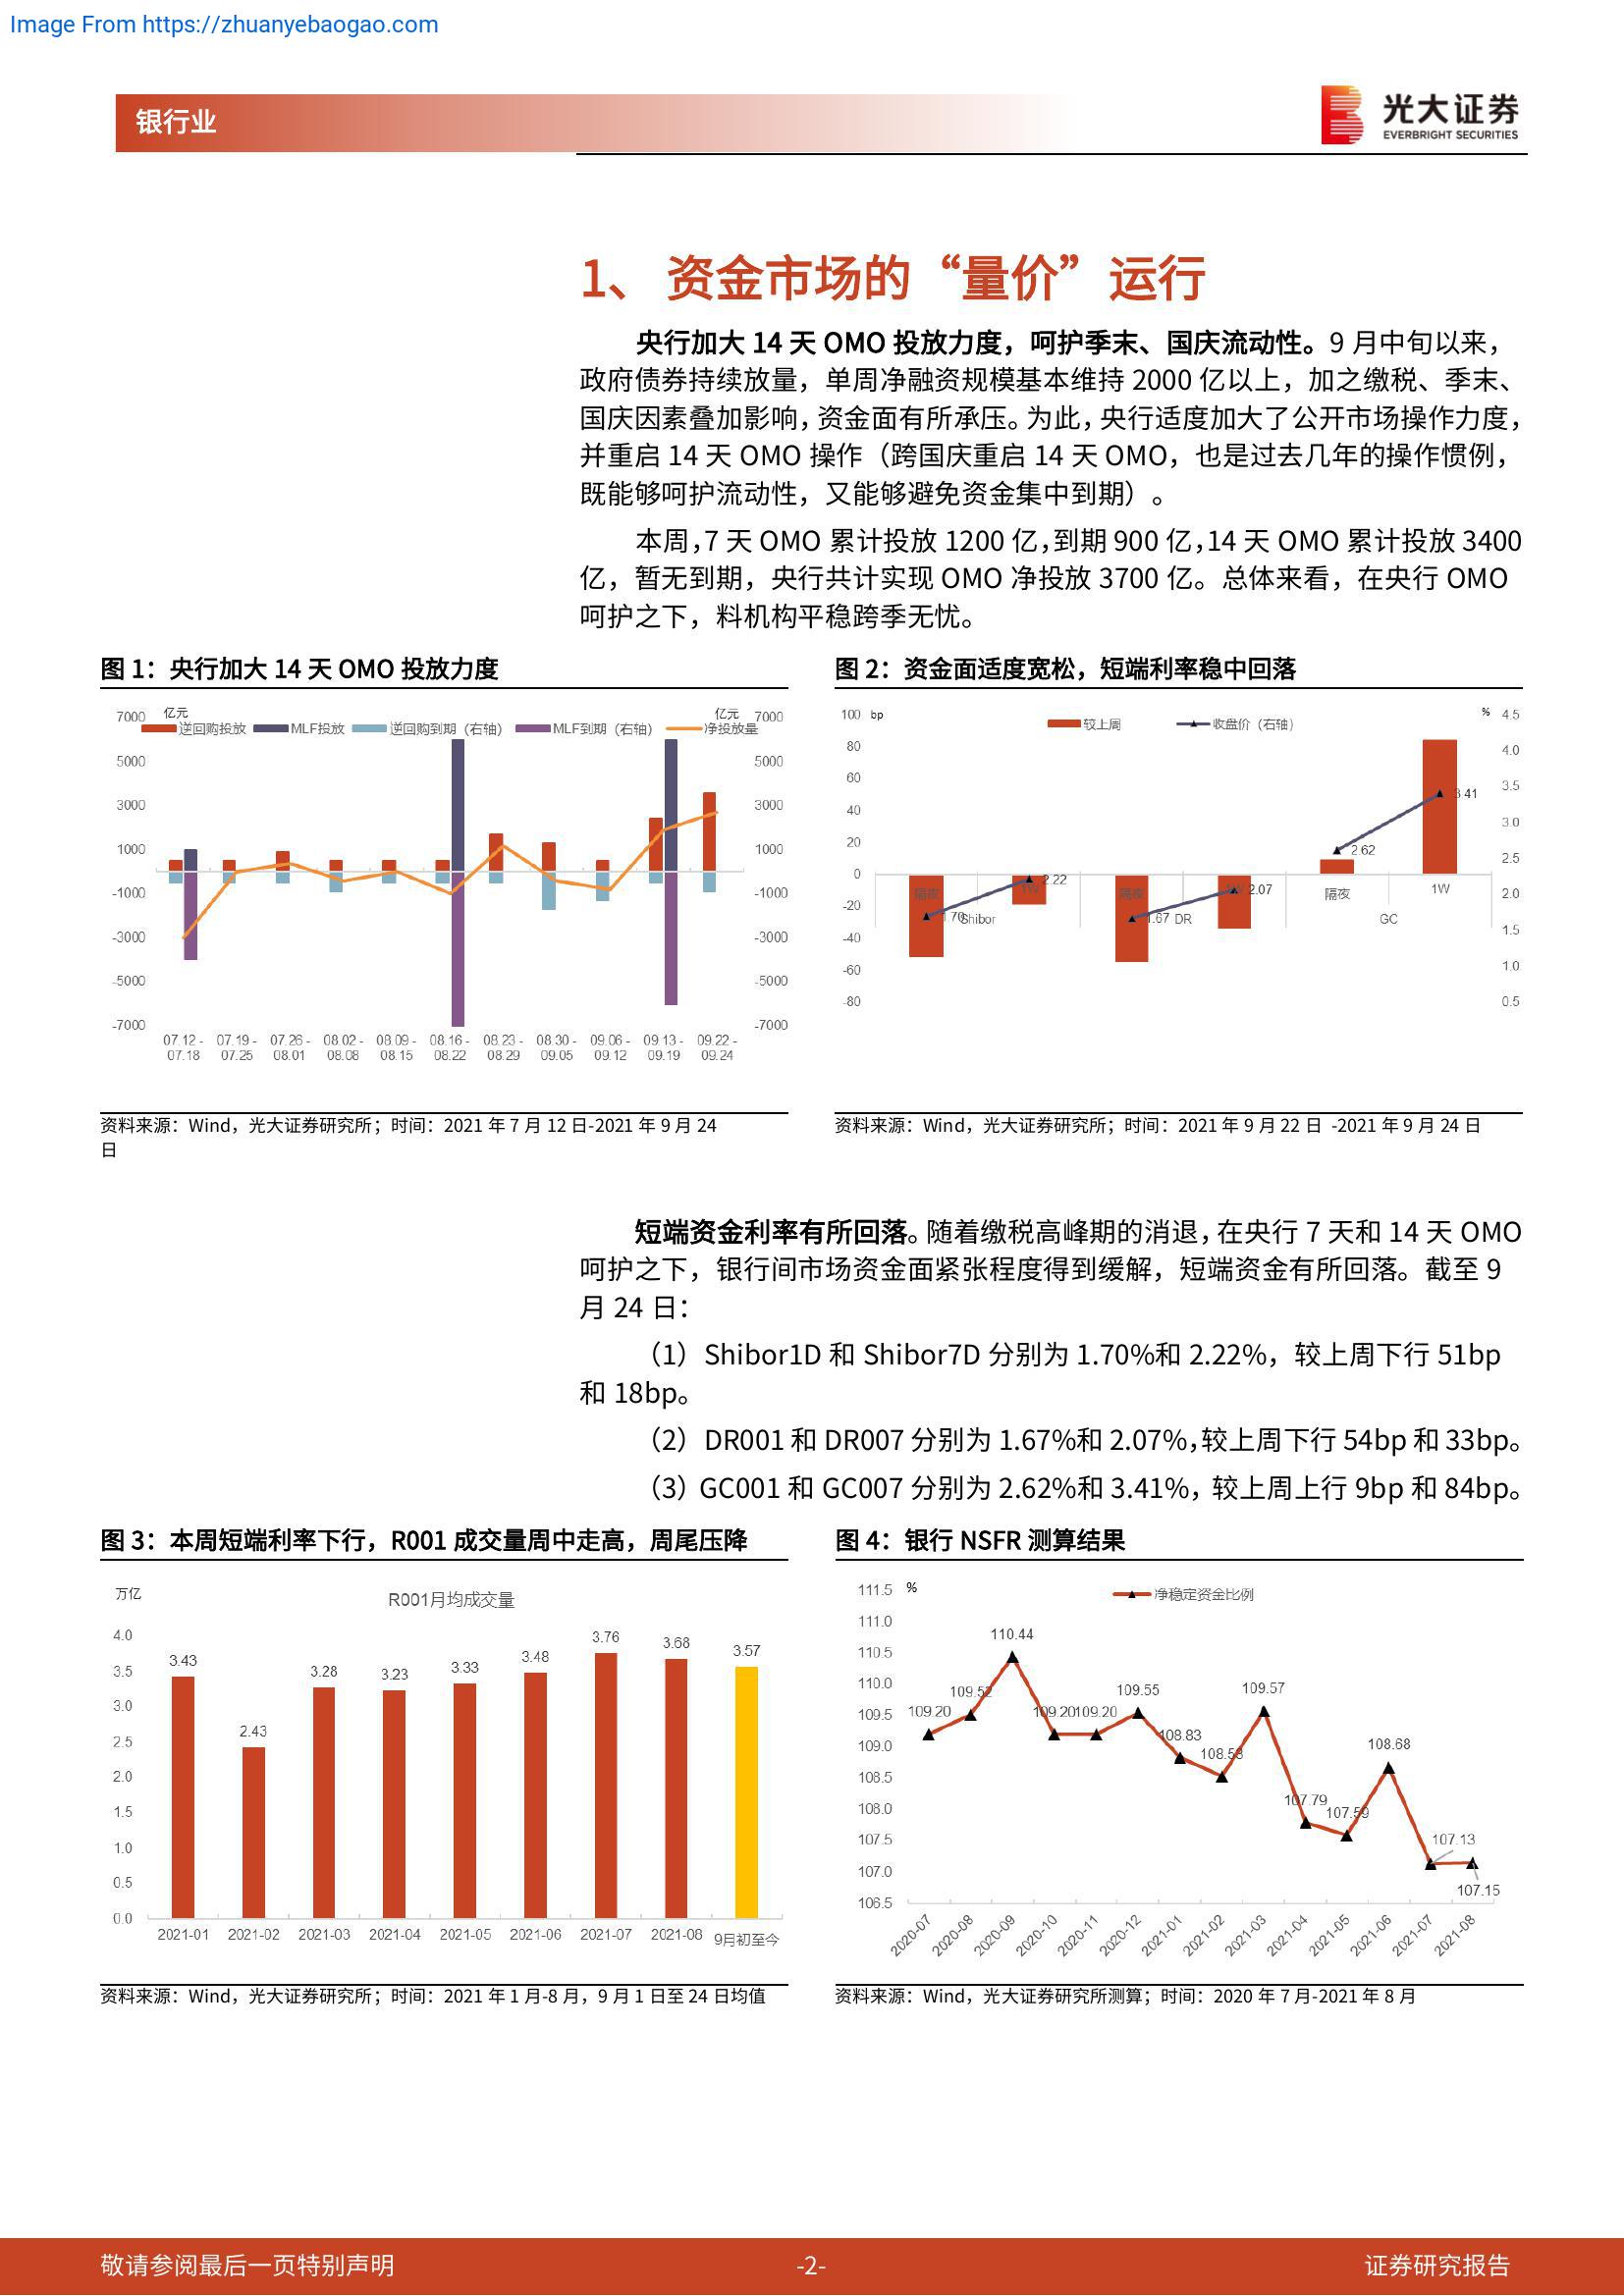 Image From https://zhuanyebaogao.com
银行业
光大证券
EVERBRIGHT SECURITIES
1、 资金市场的“量价”运行
央行加大 14 天 OMO 投放力度，呵护季末、国庆流动性。9 月中旬以来，
政府债券持续放量，单周净融资规模基本维持 2000 亿以上，加之缴税、季末、
国庆因素叠加影响，资金面有所承压。为此，央行适度加大了公开市场操作力度，
并重启 14 天 OMO 操作（跨国庆重启 14 天 OMO，也是过去几年的操作惯例，
既能够呵护流动性，又能够避免资金集中到期）。
本周，7 天 OMO 累计投放 1200 亿，到期 900 亿，14 天 OMO 累计投放 3400
亿，暂无到期，央行共计实现 OMO 净投放 3700 亿。总体来看，在央行 OMO
呵护之下，料机构平稳跨季无忧。
图 1：央行加大 14 天 OMO 投放力度
亿元 亿元
逆回购投放 MLF投放 逆回购到期（右轴） MLF到期（右轴） 净投放量
7000 7000
5000 5000
3000 3000
1000 1000
-1000 -1000
-3000 -3000
-5000 -5000
-7000 -7000
07.12 - 07.19 - 07.26 - 08.02 - 08.09 - 08.16 - 08.23 - 08.30 - 09.06 - 09.13 - 09.22 -
07.18 07.25 08.01 08.08 08.15 08.22 08.29 09.05 09.12 09.19 09.24
资料来源：Wind，光大证券研究所；时间：2021 年 7 月 12 日-2021 年 9 月 24
日
图 2：资金面适度宽松，短端利率稳中回落
bp %
较上周 收盘价（右轴）
100 4.5
80 4.0
60 3.5
40 3.0
20 2.5
0 2.0
-20 1.5
-40 1.0
-60 0.5
-80
1.70 2.22 1.67 2.07 2.62 3.41
隔夜 1W 隔夜 1W 隔夜 1W
Shibor DR GC
资料来源：Wind，光大证券研究所；时间：2021 年 9 月 22 日 -2021 年 9 月 24 日
短端资金利率有所回落。随着缴税高峰期的消退，在央行 7 天和 14 天 OMO
呵护之下，银行间市场资金面紧张程度得到缓解，短端资金有所回落。截至 9
月 24 日：
（1）Shibor1D 和 Shibor7D 分别为 1.70%和 2.22%，较上周下行 51bp
和 18bp。
（2）DR001 和 DR007 分别为 1.67%和 2.07%，较上周下行 54bp 和 33bp。
（3）GC001 和 GC007 分别为 2.62%和 3.41%，较上周上行 9bp 和 84bp。
图 3：本周短端利率下行，R001 成交量周中走高，周尾压降
万亿
R001月均成交量
4.0
3.5
3.0
2.5
2.0
1.5
1.0
0.5
0.0
3.43 2.43 3.28 3.23 3.33 3.48 3.76 3.68 3.57
2021-01 2021-02 2021-03 2021-04 2021-05 2021-06 2021-07 2021-08 9月初至今
资料来源：Wind，光大证券研究所；时间：2021 年 1 月-8 月，9 月 1 日至 24 日均值
图 4：银行 NSFR 测算结果
%
净稳定资金比例
111.5
111.0
110.5
110.0
109.5
109.0
108.5
108.0
107.5
107.0
106.5
109.20 109.52 110.44 109.20 109.20 109.55 108.83 108.53 109.57 107.79 107.59 108.68 107.13 107.15
2020-07 2020-08 2020-09 2020-10 2020-11 2020-12 2021-01 2021-02 2021-03 2021-04 2021-05 2021-06 2021-07 2021-08
资料来源：Wind，光大证券研究所测算；时间：2020 年 7 月-2021 年 8 月
敬请参阅最后一页特别声明
-2-
证券研究报告